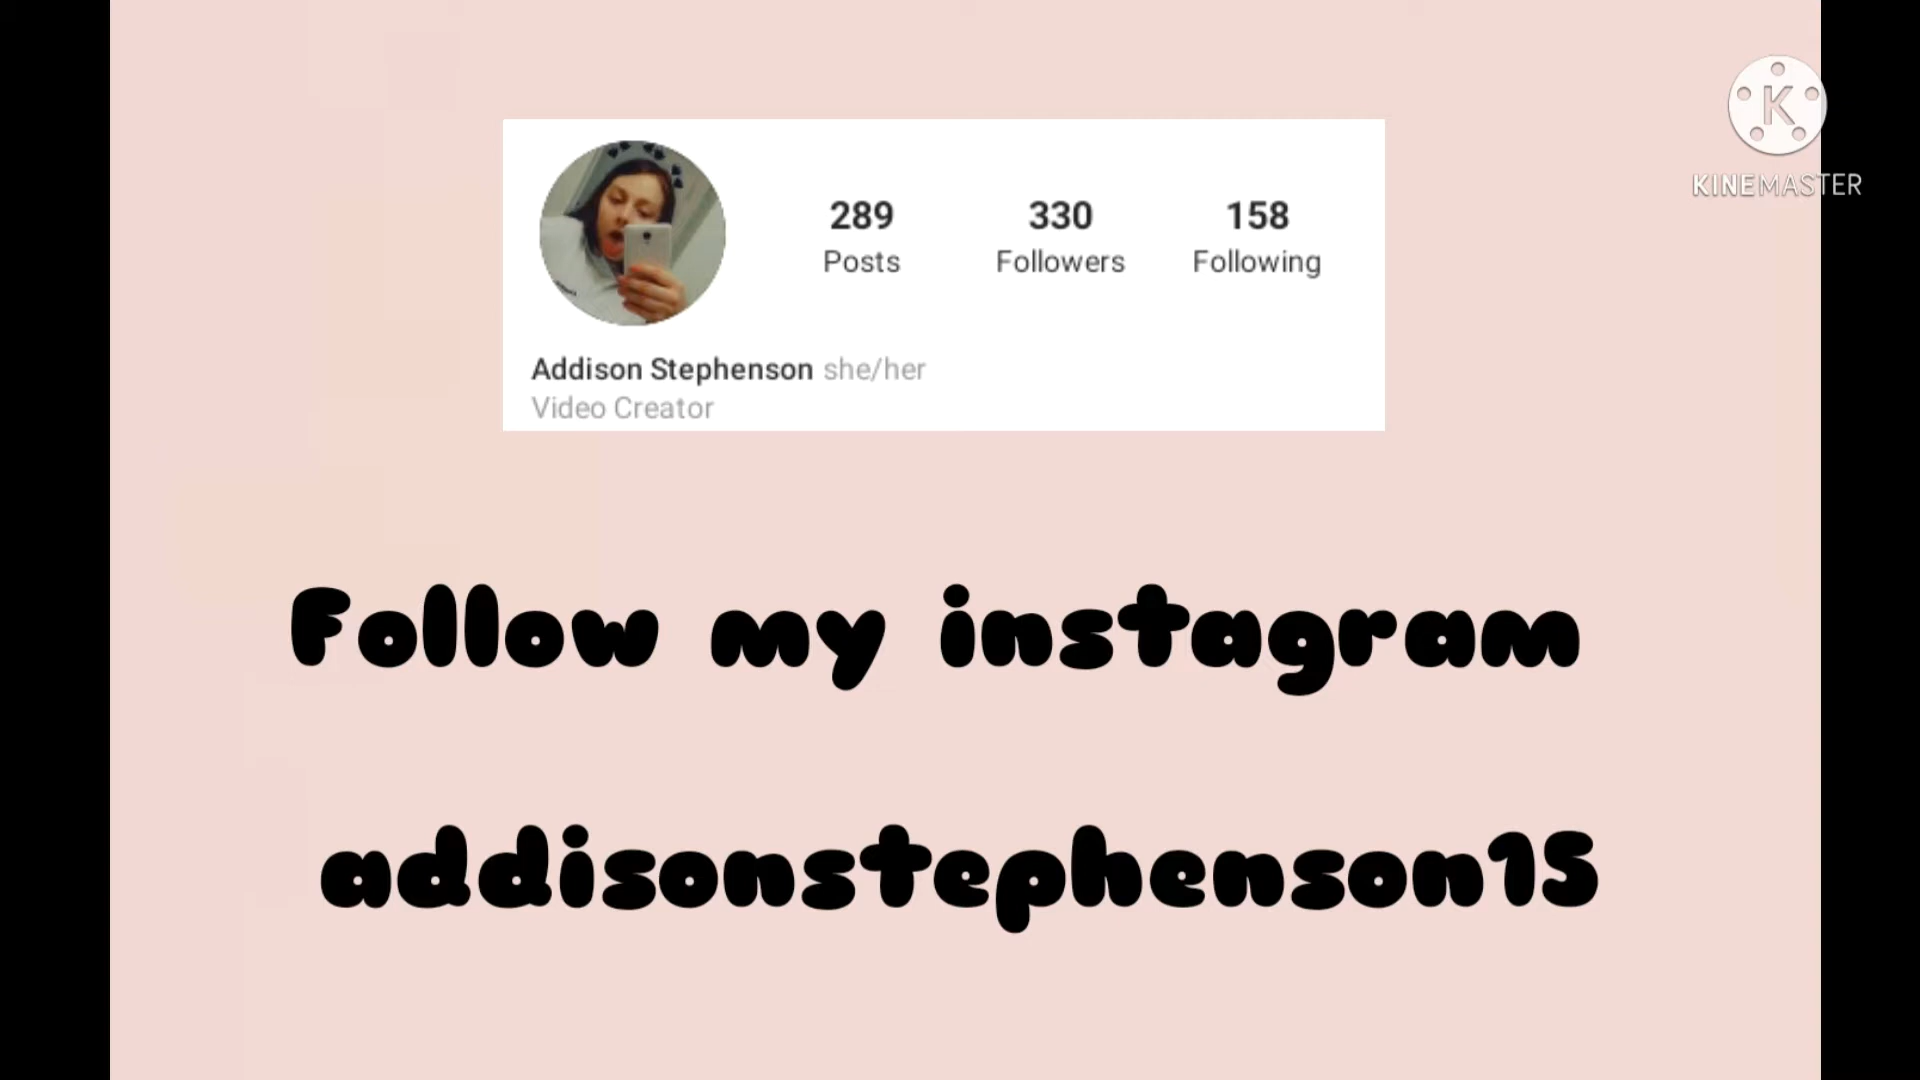 289 330 158
Posts Followers Following
Addison Stephenson she/her
Video Creator
K
KINEMASTER
Follow my instagram
addisonstephenson15